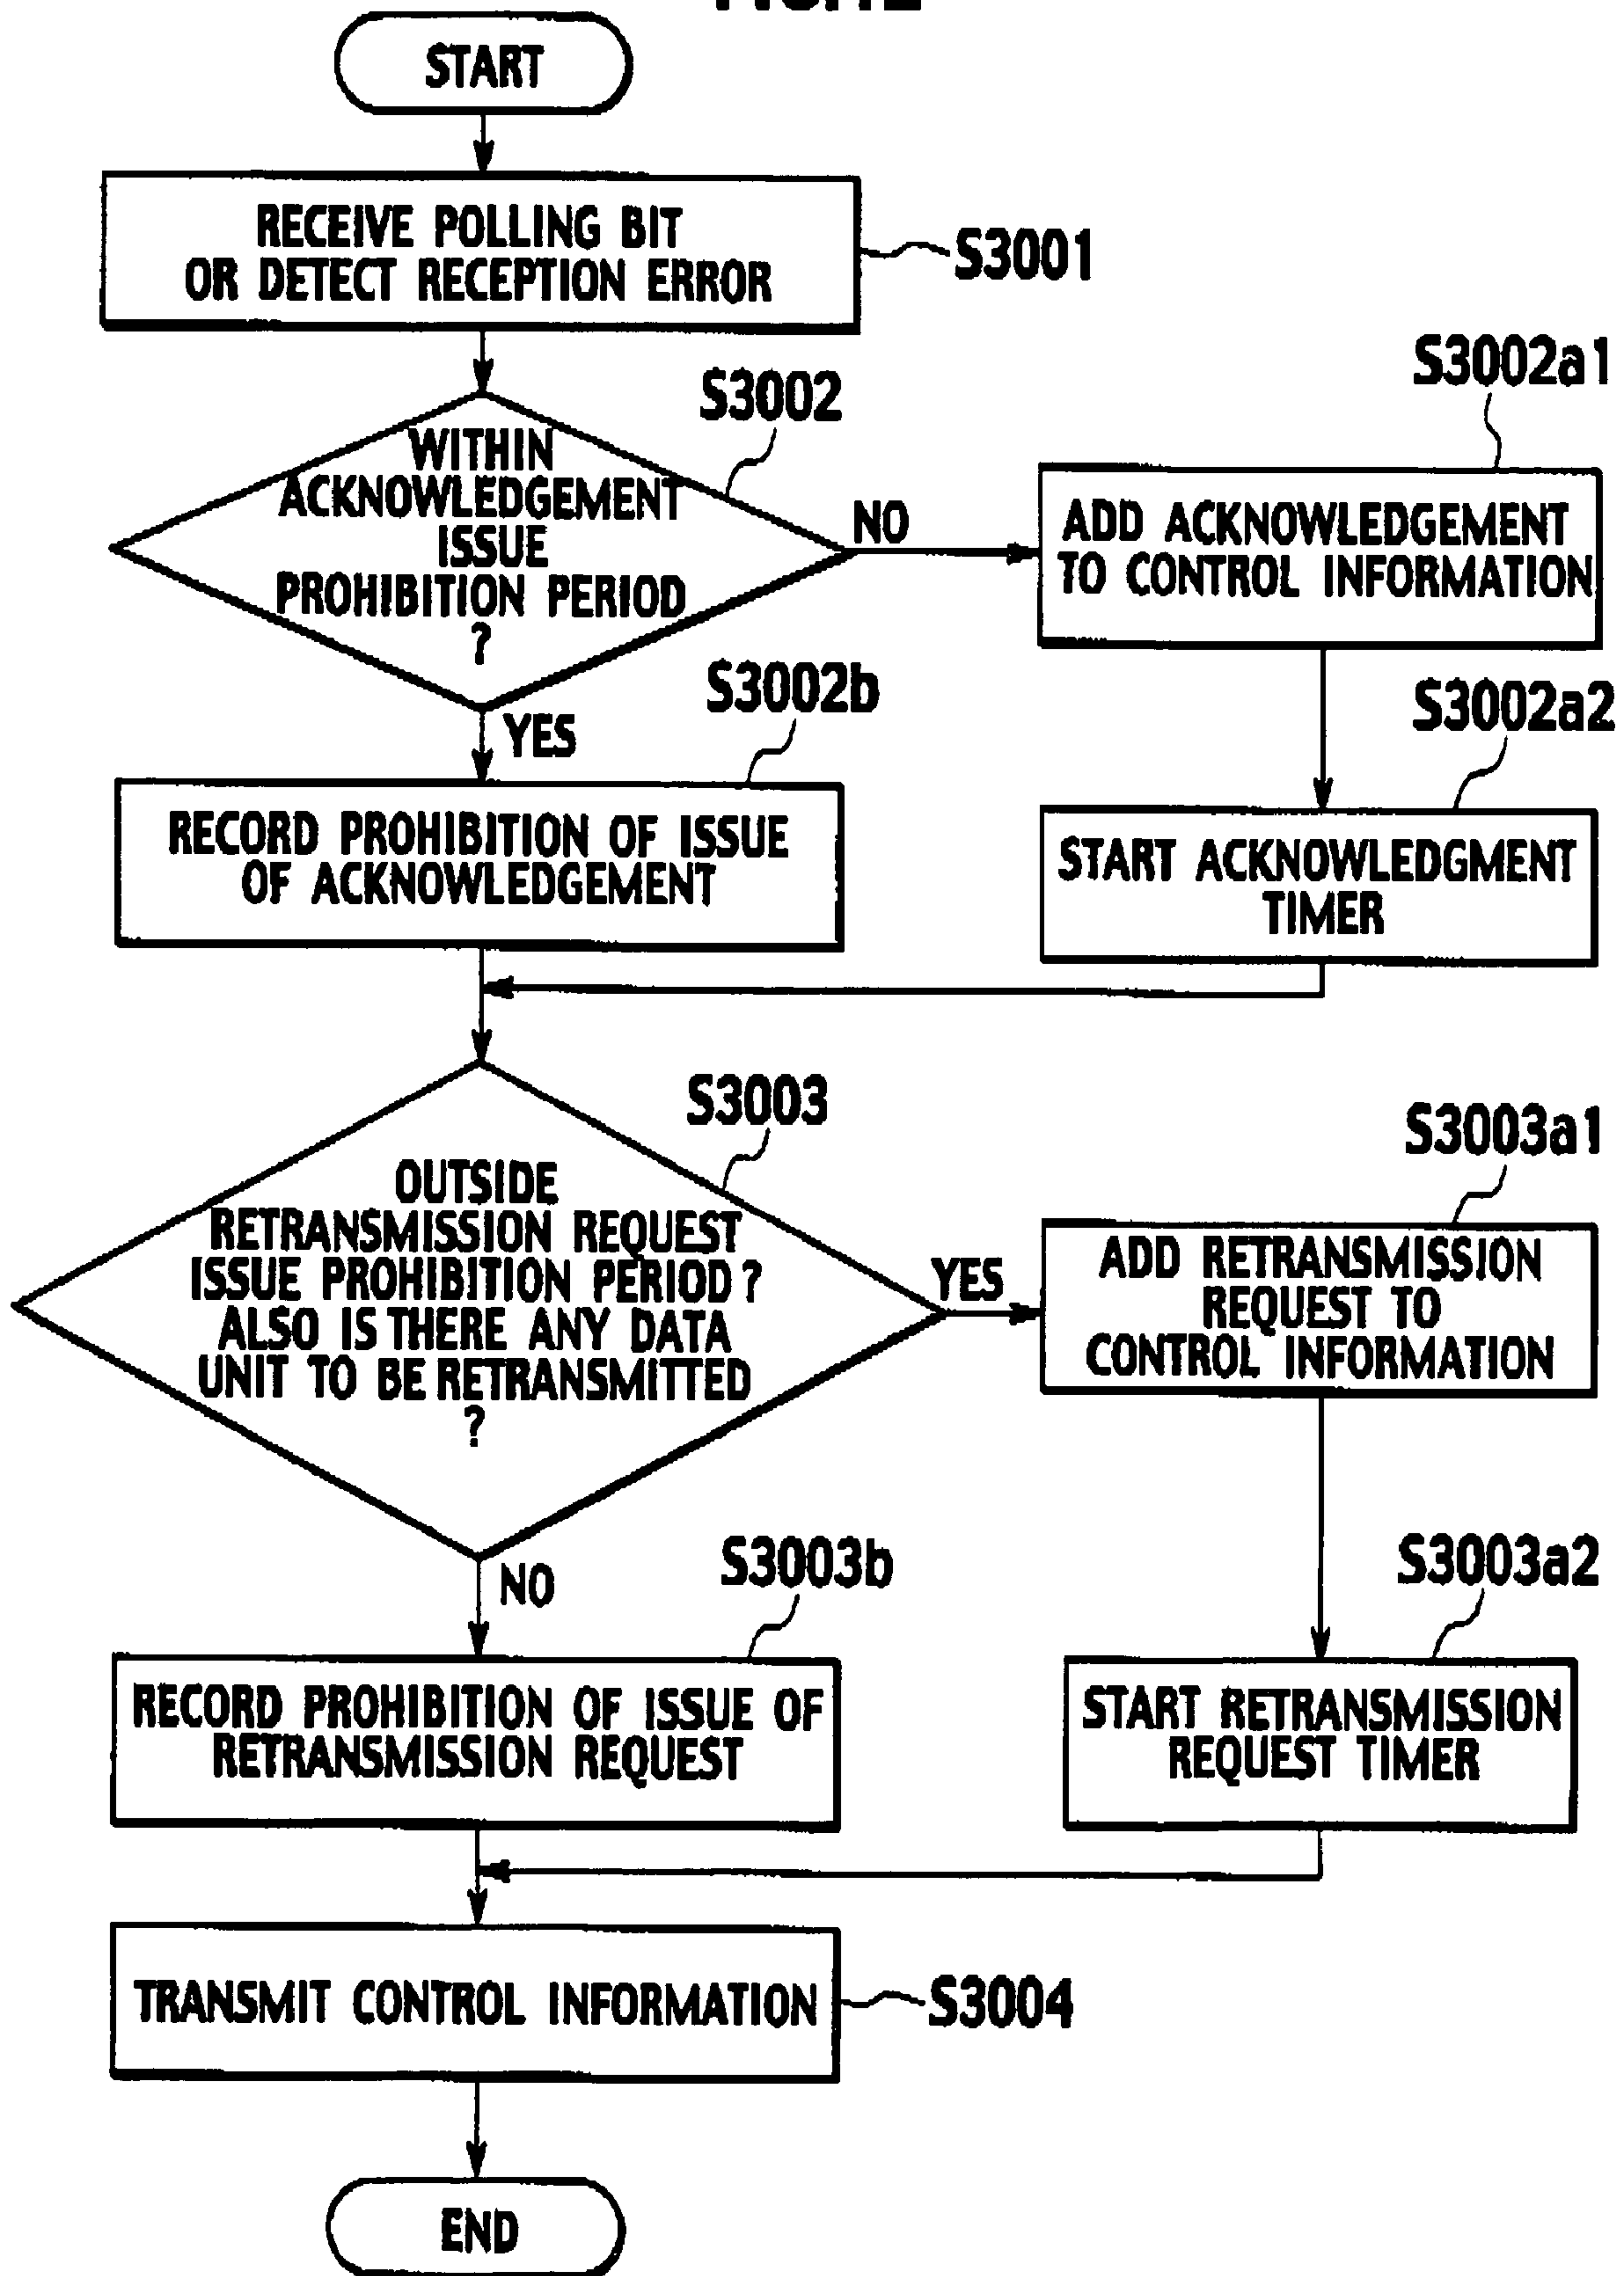 START
RECEIVE POLLING BIT
OR DETECT RECEPTION ERROR
S3001
S3002
WITHIN
ACKNOWLEDGEMENT
ISSUE
PROHIBITION PERIOD
?
NO
S3002a1
ADD ACKNOWLEDGEMENT
TO CONTROL INFORMATION
YES
S3002b
RECORD PROHIBITION OF ISSUE
OF ACKNOWLEDGEMENT
S3002a2
START ACKNOWLEDGMENT
TIMER
S3003
OUTSIDE
RETRANSMISSION REQUEST
ISSUE PROHIBITION PERIOD?
ALSO IS THERE ANY DATA
UNIT TO BE RETRANSMITTED
?
YES
S3003a1
ADD RETRANSMISSION
REQUEST TO
CONTROL INFORMATION
NO
S3003b
RECORD PROHIBITION OF ISSUE OF
RETRANSMISSION REQUEST
S3003a2
START RETRANSMISSION
REQUEST TIMER
TRANSMIT CONTROL INFORMATION
S3004
END